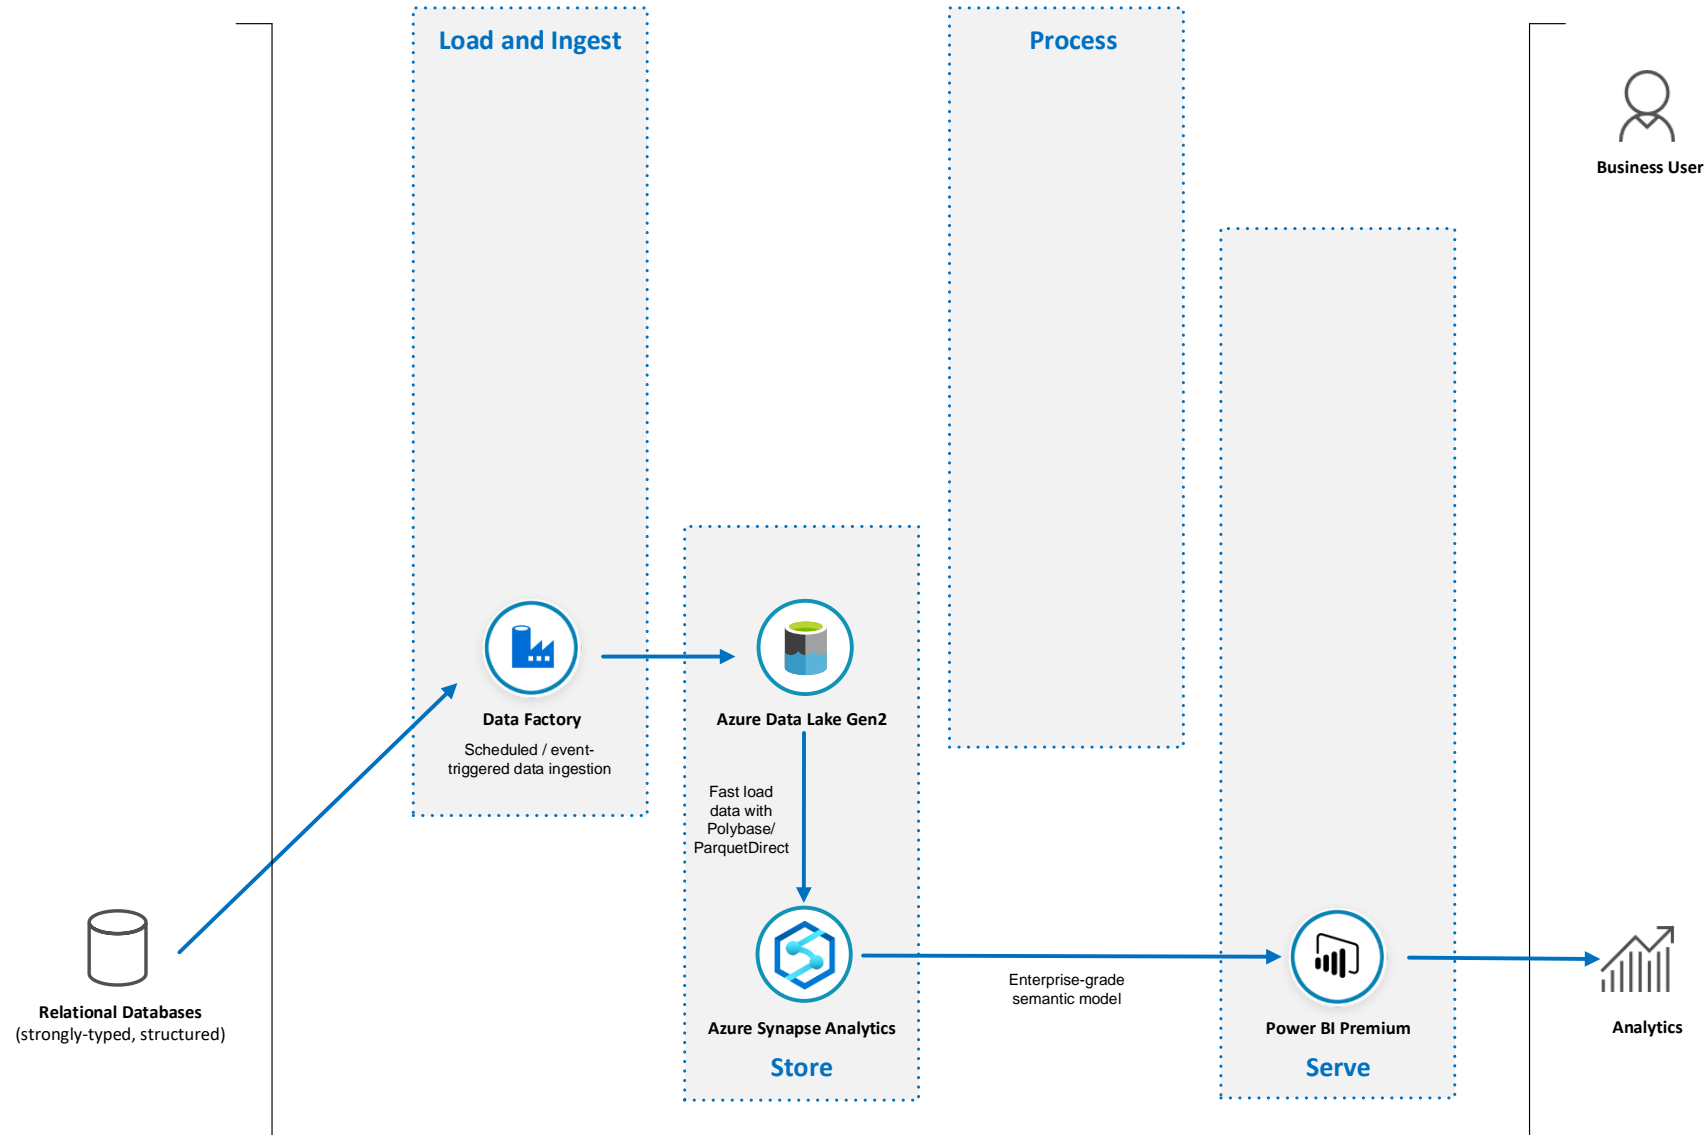 Load and Ingest
Process
Business User
Data Factory
Scheduled / event-
triggered data ingestion
Azure Data Lake Gen2
Fast load
data with
Polybase/
ParquetDirect
Relational Databases
(strongly-typed, structured)
Azure Synapse Analytics
Store
Enterprise-grade
semantic model
Power BI Premium
Serve
Analytics